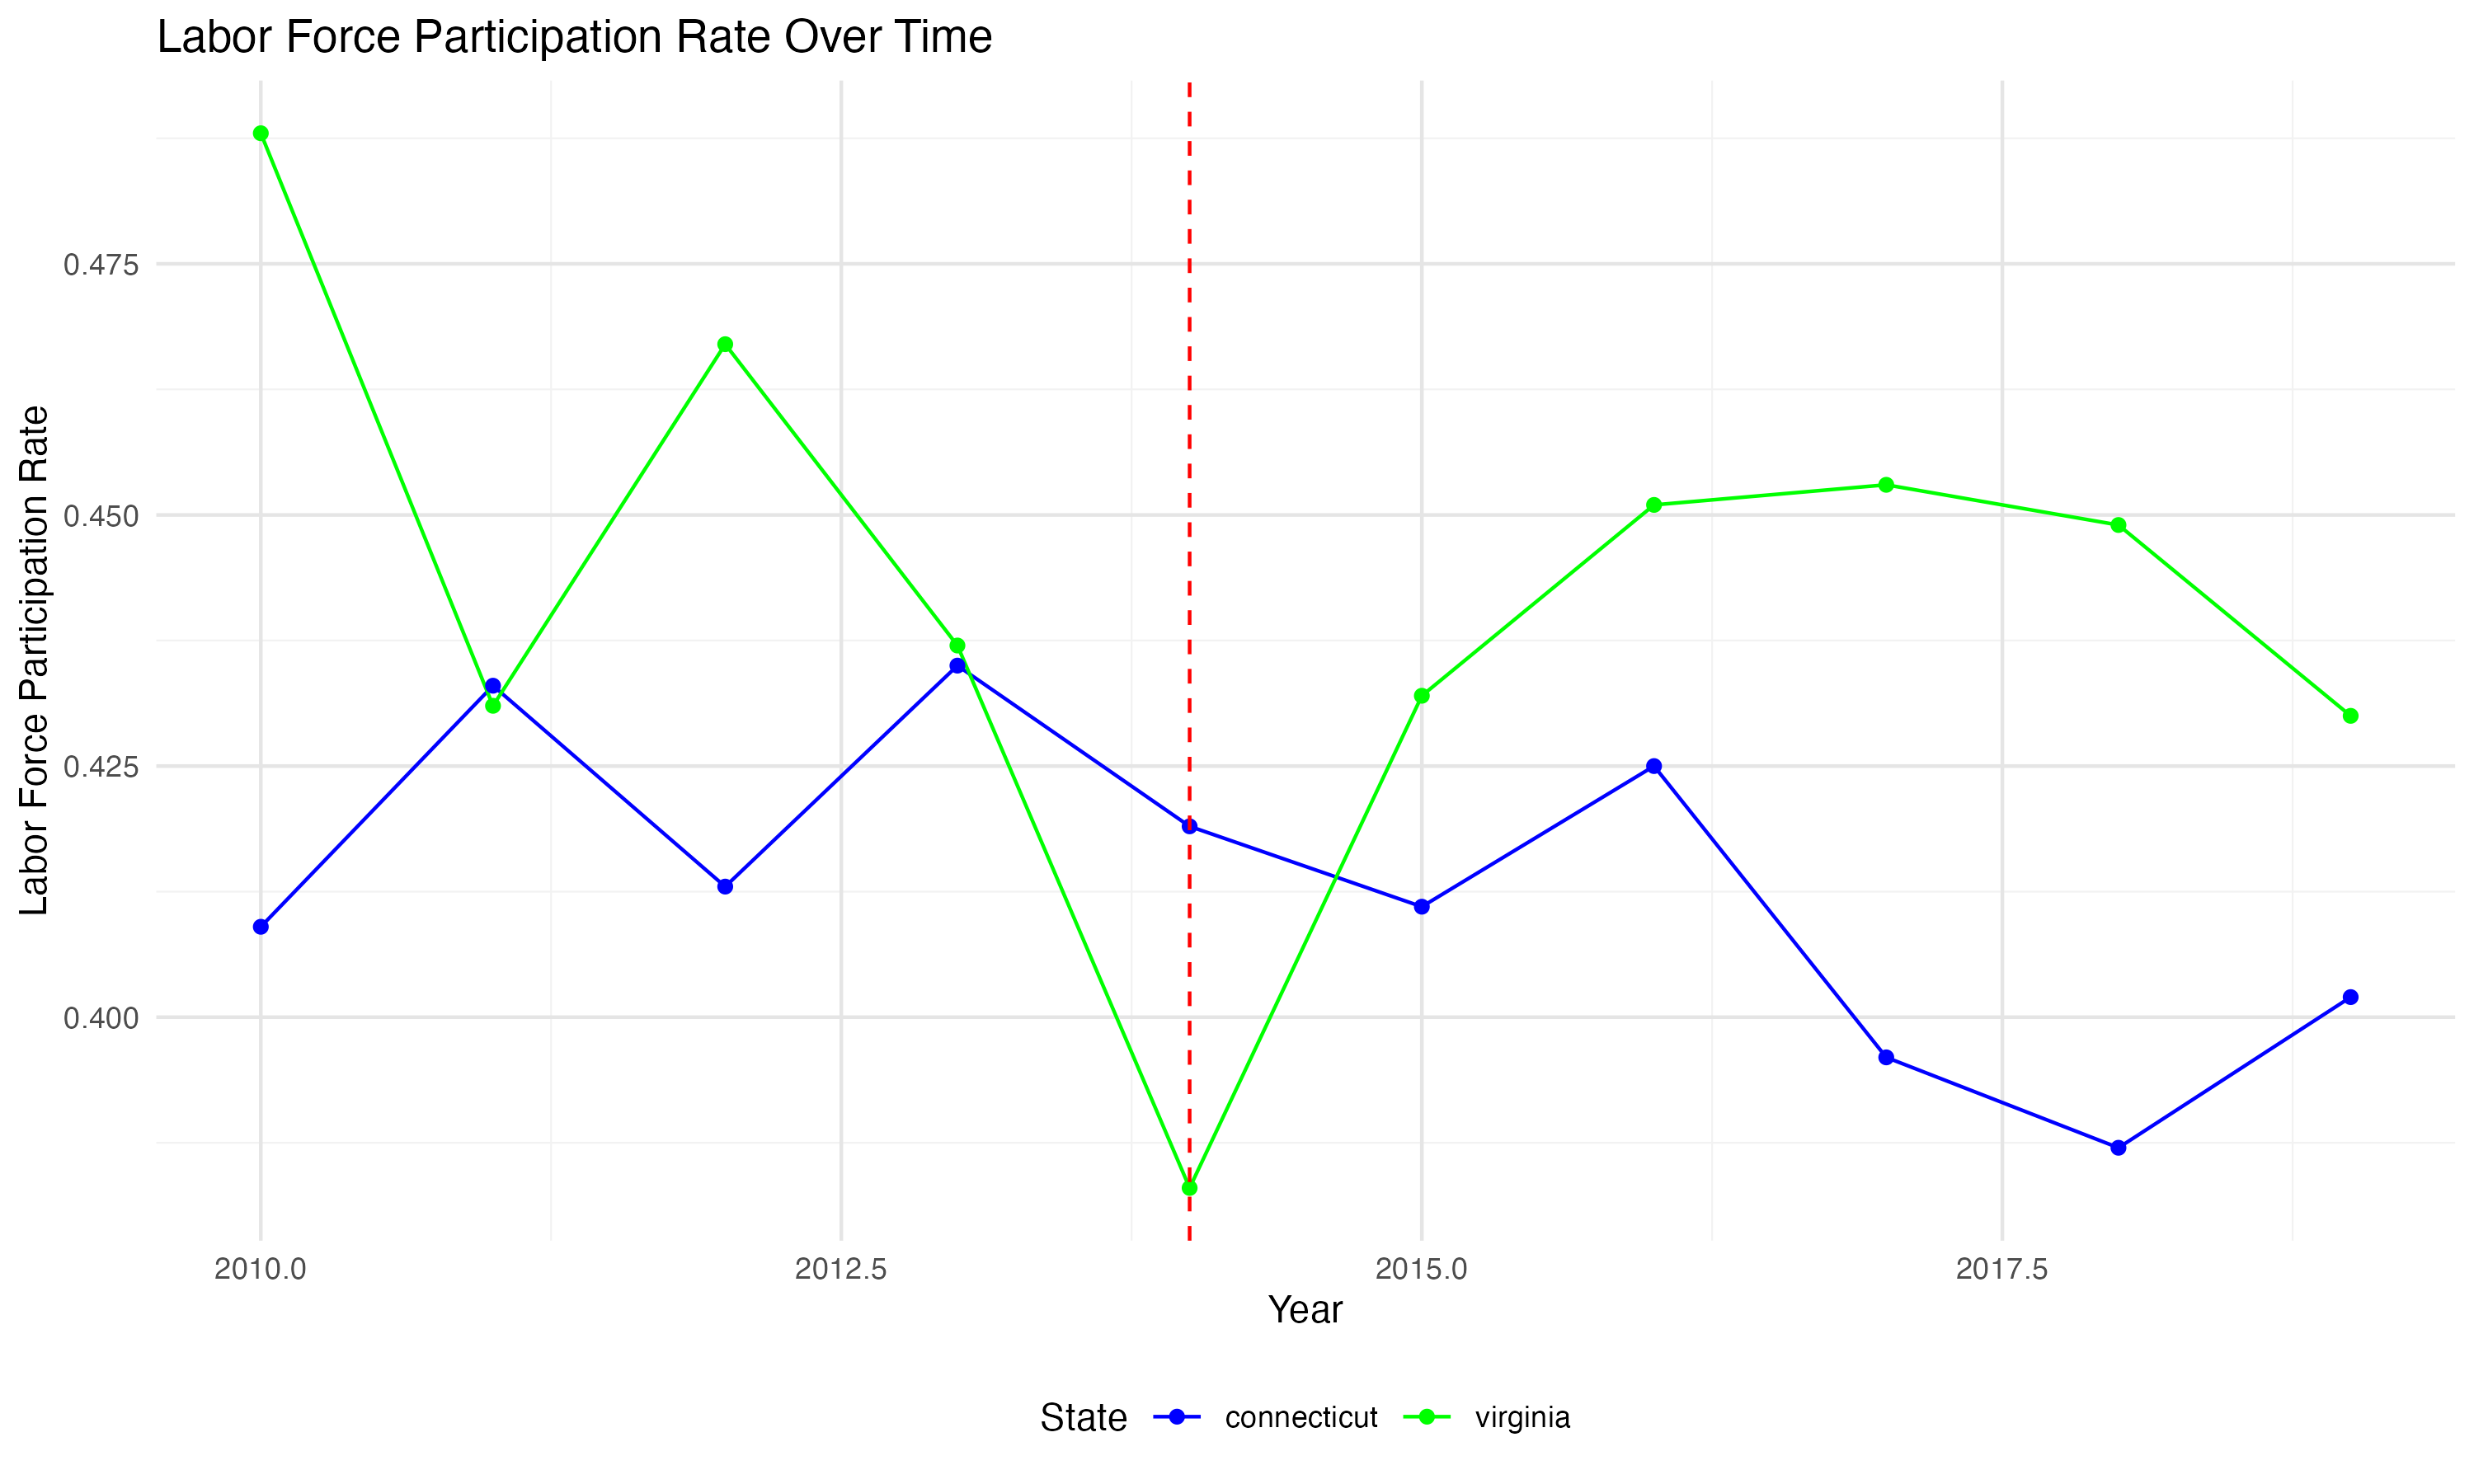 Labor Force Participation Rate Over Time
Labor Force Participation Rate
0.475
0.450
0.425
0.400
2010.0 2012.5 2015.0 2017.5
Year
State connecticut virginia